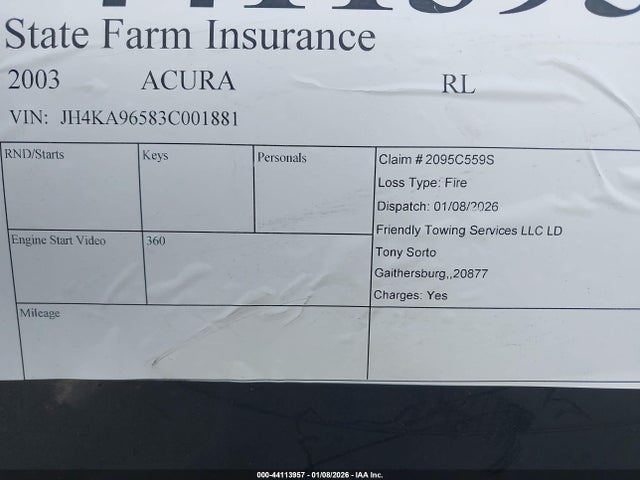 State Farm Insurance
2003 ACURA RL
VIN: JH4KA96583C001881
RND/Starts Keys Personals
Claim # 2095C559S
Loss Type: Fire
Dispatch: 01/08/2026
Friendly Towing Services LLC LD
Tony Sorto
Gaithersburg,,20877
Charges: Yes
Engine Start Video 360
Mileage
000-44113957 - 01/08/2026 - IAA Inc.